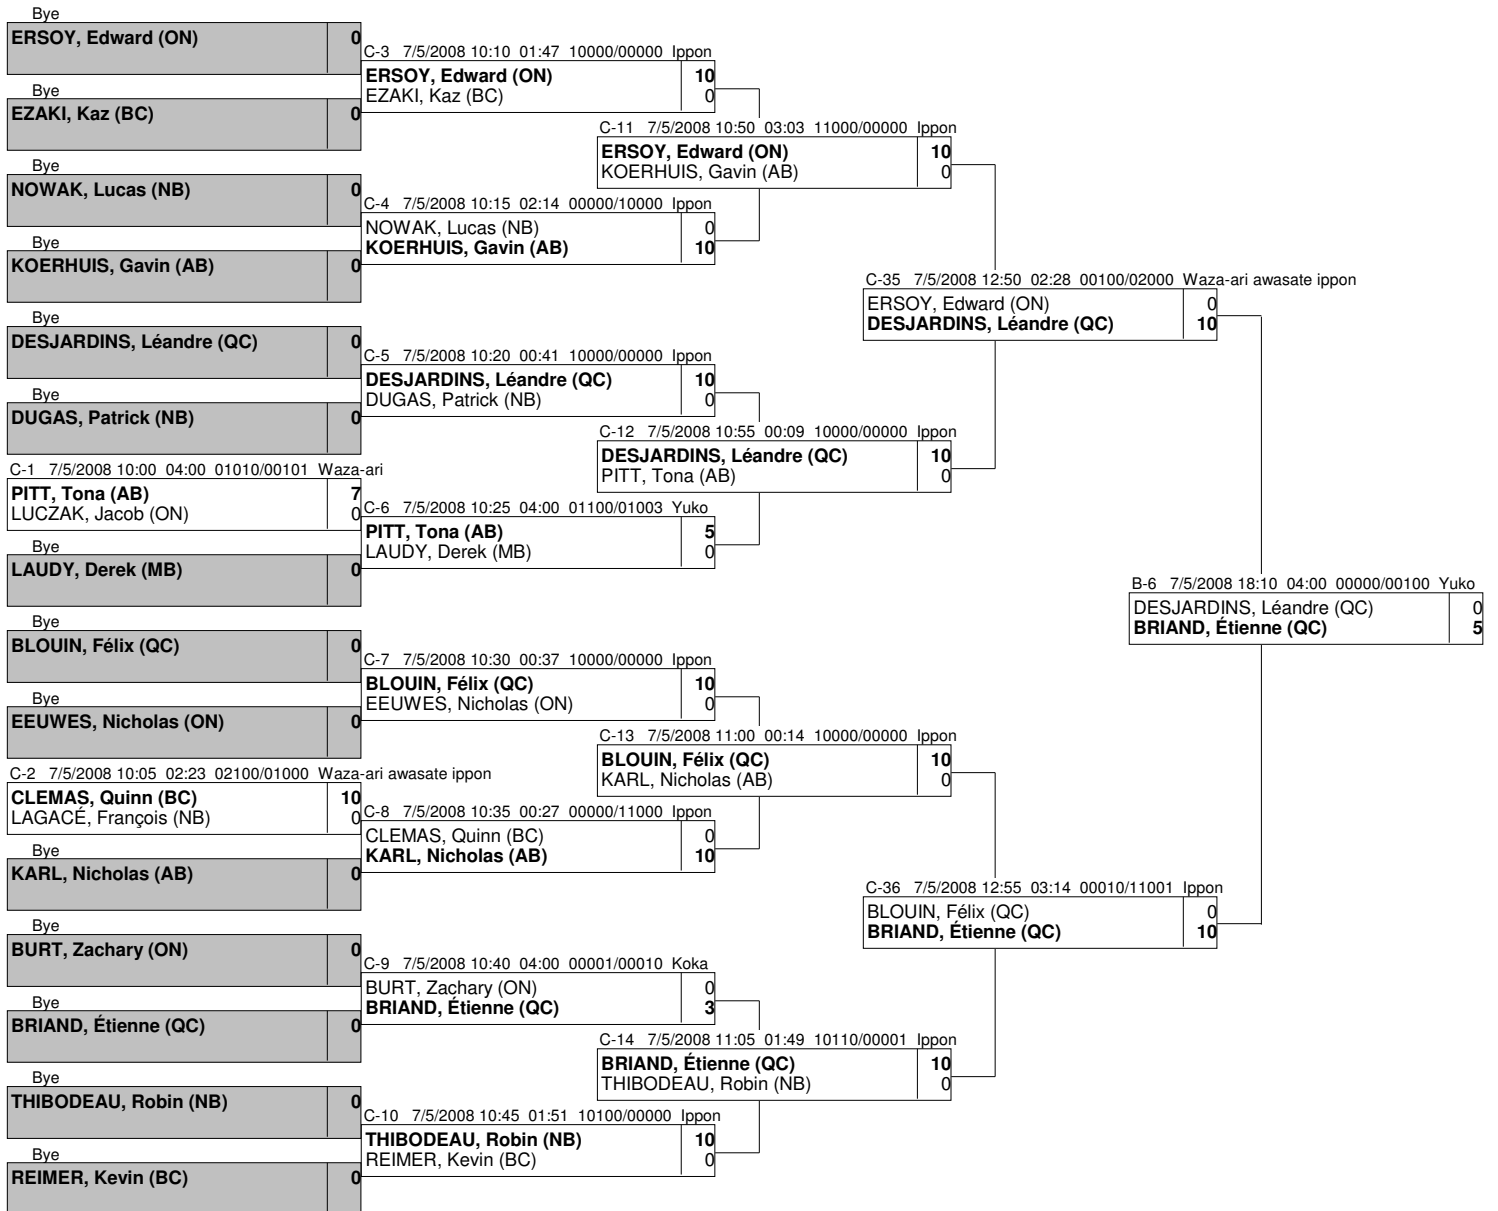 Bye
ERSOY, Edward (ON) 0
Bye
EZAKI, Kaz (BC) 0
Bye
NOWAK, Lucas (NB) 0
Bye
KOERHUIS, Gavin (AB) 0
Bye
DESJARDINS, Léandre (QC) 0
Bye
DUGAS, Patrick (NB) 0
C-1 7/5/2008 10:00 04:00 01010/00101 Waza-ari
PITT, Tona (AB) 7
LUCZAK, Jacob (ON) 0
Bye
LAUDY, Derek (MB) 0
Bye
BLOUIN, Félix (QC) 0
Bye
EEUWES, Nicholas (ON) 0
C-2 7/5/2008 10:05 02:23 02100/01000 Waza-ari awasate ippon
CLEMAS, Quinn (BC) 10
LAGACÉ, François (NB) 0
Bye
KARL, Nicholas (AB) 0
Bye
BURT, Zachary (ON) 0
Bye
BRIAND, Étienne (QC) 0
Bye
THIBODEAU, Robin (NB) 0
Bye
REIMER, Kevin (BC) 0
C-3 7/5/2008 10:10 01:47 10000/00000 Ippon
ERSOY, Edward (ON) 10
EZAKI, Kaz (BC) 0
C-4 7/5/2008 10:15 02:14 00000/10000 Ippon
NOWAK, Lucas (NB) 0
KOERHUIS, Gavin (AB) 10
C-5 7/5/2008 10:20 00:41 10000/00000 Ippon
DESJARDINS, Léandre (QC) 10
DUGAS, Patrick (NB) 0
C-6 7/5/2008 10:25 04:00 01100/01003 Yuko
PITT, Tona (AB) 5
LAUDY, Derek (MB) 0
C-7 7/5/2008 10:30 00:37 10000/00000 Ippon
BLOUIN, Félix (QC) 10
EEUWES, Nicholas (ON) 0
C-8 7/5/2008 10:35 00:27 00000/11000 Ippon
CLEMAS, Quinn (BC) 0
KARL, Nicholas (AB) 10
C-9 7/5/2008 10:40 04:00 00001/00010 Koka
BURT, Zachary (ON) 0
BRIAND, Étienne (QC) 3
C-10 7/5/2008 10:45 01:51 10100/00000 Ippon
THIBODEAU, Robin (NB) 10
REIMER, Kevin (BC) 0
C-11 7/5/2008 10:50 03:03 11000/00000 Ippon
ERSOY, Edward (ON) 10
KOERHUIS, Gavin (AB) 0
C-12 7/5/2008 10:55 00:09 10000/00000 Ippon
DESJARDINS, Léandre (QC) 10
PITT, Tona (AB) 0
C-13 7/5/2008 11:00 00:14 10000/00000 Ippon
BLOUIN, Félix (QC) 10
KARL, Nicholas (AB) 0
C-14 7/5/2008 11:05 01:49 10110/00001 Ippon
BRIAND, Étienne (QC) 10
THIBODEAU, Robin (NB) 0
C-35 7/5/2008 12:50 02:28 00100/02000 Waza-ari awasate ippon
ERSOY, Edward (ON) 0
DESJARDINS, Léandre (QC) 10
C-36 7/5/2008 12:55 03:14 00010/11001 Ippon
BLOUIN, Félix (QC) 0
BRIAND, Étienne (QC) 10
B-6 7/5/2008 18:10 04:00 00000/00100 Yuko
DESJARDINS, Léandre (QC) 0
BRIAND, Étienne (QC) 5